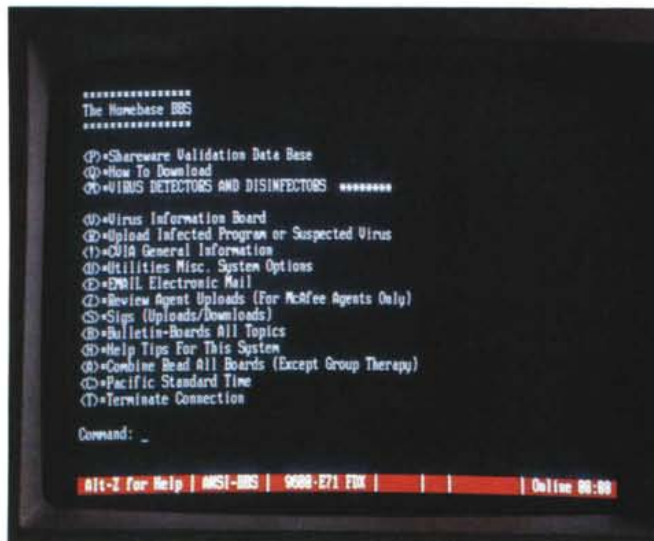 ****************
The Homebase BBS
****************
<P>*Shareware Validation Data Base
<Q>*How To Download
<M>*VIRUS DETECTORS AND DISINFECTORS ********
<V>*Virus Information Board
Upload Infected Program or Suspected Virus
<!>*CVIA General Information
<U>*Utilities Misc. System Options
<E>*EMAIL Electronic Mail
<Z>*Review Agent Uploads (For McAfee Agents Only)
<S>*Sigs (Uploads/Downloads)
<B>*Bulletin-Boards All Topics
<H>*Help Tips For This System
<A>*Combine Read All Boards (Except Group Therapy)
<C>*Pacific Standard Time
<T>*Terminate Connection
Command: _
Alt-Z for Help | ANSI-BBS | 9600-E71 FDX | | | | Online 00:00